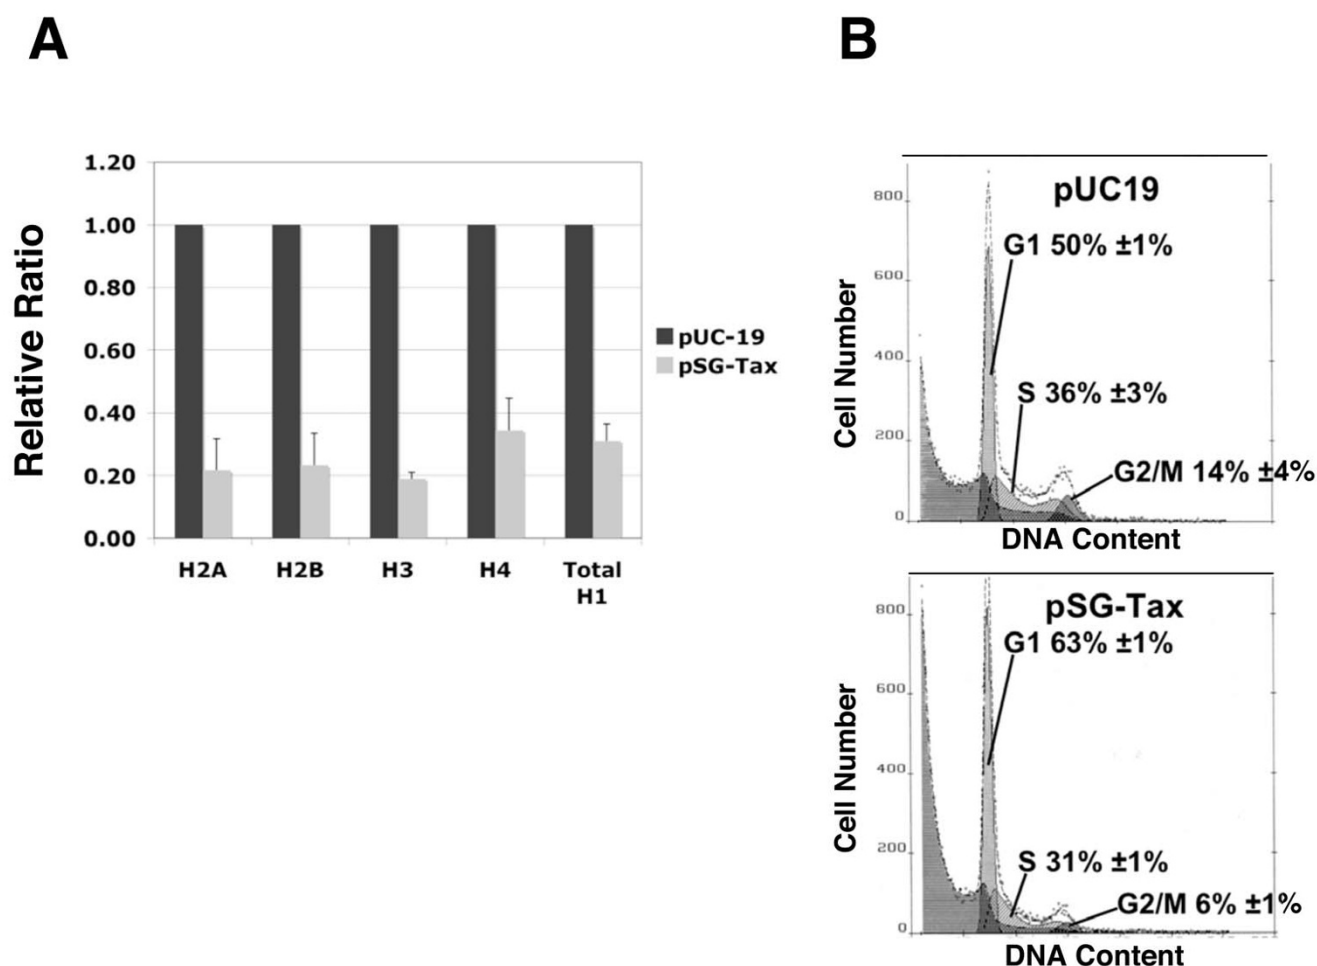 A
B
1.20
1.00
0.80
0.60
0.40
0.20
0.00
Relative Ratio
H2A
H2B
H3
H4
Total
H1
pUC-19
pSG-Tax
pUC19
G1 50% ±1%
S 36% ±3%
G2/M 14% ±4%
800
600
400
200
0
Cell Number
DNA Content
pSG-Tax
G1 63% ±1%
S 31% ±1%
G2/M 6% ±1%
800
600
400
200
0
Cell Number
DNA Content